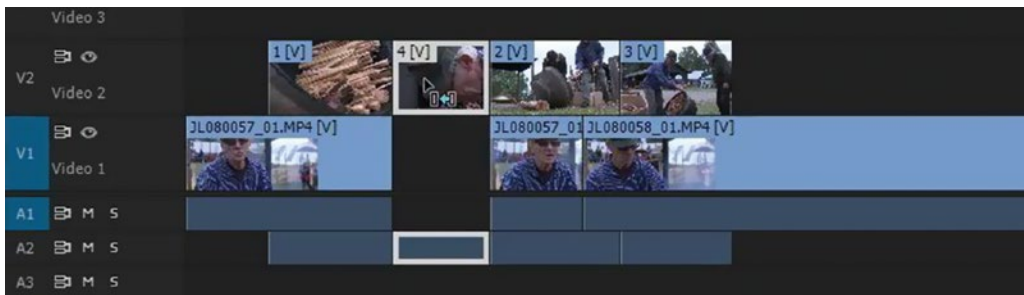 Video 3
1 [V] 4 [V] 2 [V] 3 [V]
V2
Video 2
JL080057_01.MP4 [V] JL080057_01 JL080058_01.MP4 [V]
V1
Video 1
A1 M S
A2 M S
A3 M S